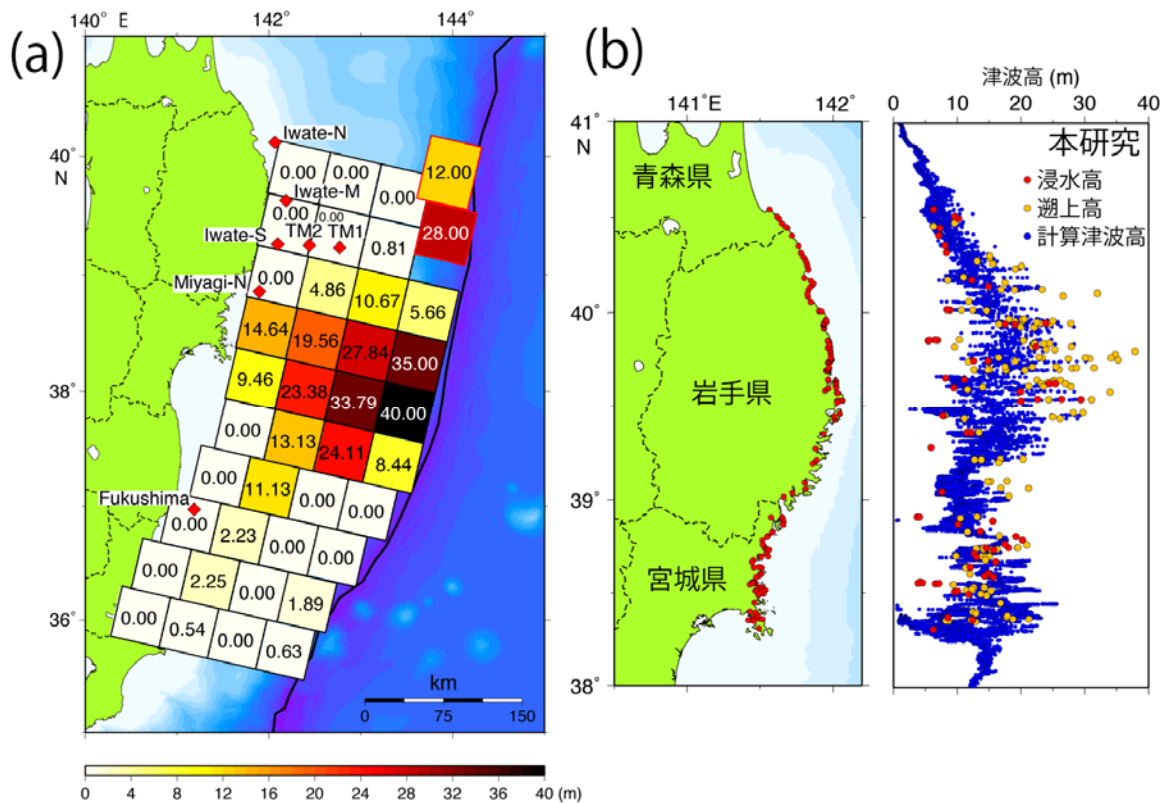 (a)
140° E
142°
144°
40°
N
38°
36°
Iwate-N
0.00
0.00
0.00
12.00
Iwate-M
0.00
0.00
0.81
28.00
Iwate-S
TM2
TM1
Miyagi-N
0.00
4.86
10.67
5.66
14.64
19.56
27.84
35.00
9.46
23.38
33.79
40.00
0.00
13.13
24.11
8.44
0.00
11.13
0.00
0.00
Fukushima
0.00
2.23
0.00
0.00
0.00
2.25
0.00
1.89
0.00
0.54
0.00
0.63
km
0 75 150
0 4 8 12 16 20 24 28 32 36 40 (m)
(b)
141°E
142°
41°
N
40°
39°
38°
青森県
岩手県
宮城県
津波高 (m)
0 10 20 30 40
本研究
浸水高
遡上高
計算津波高